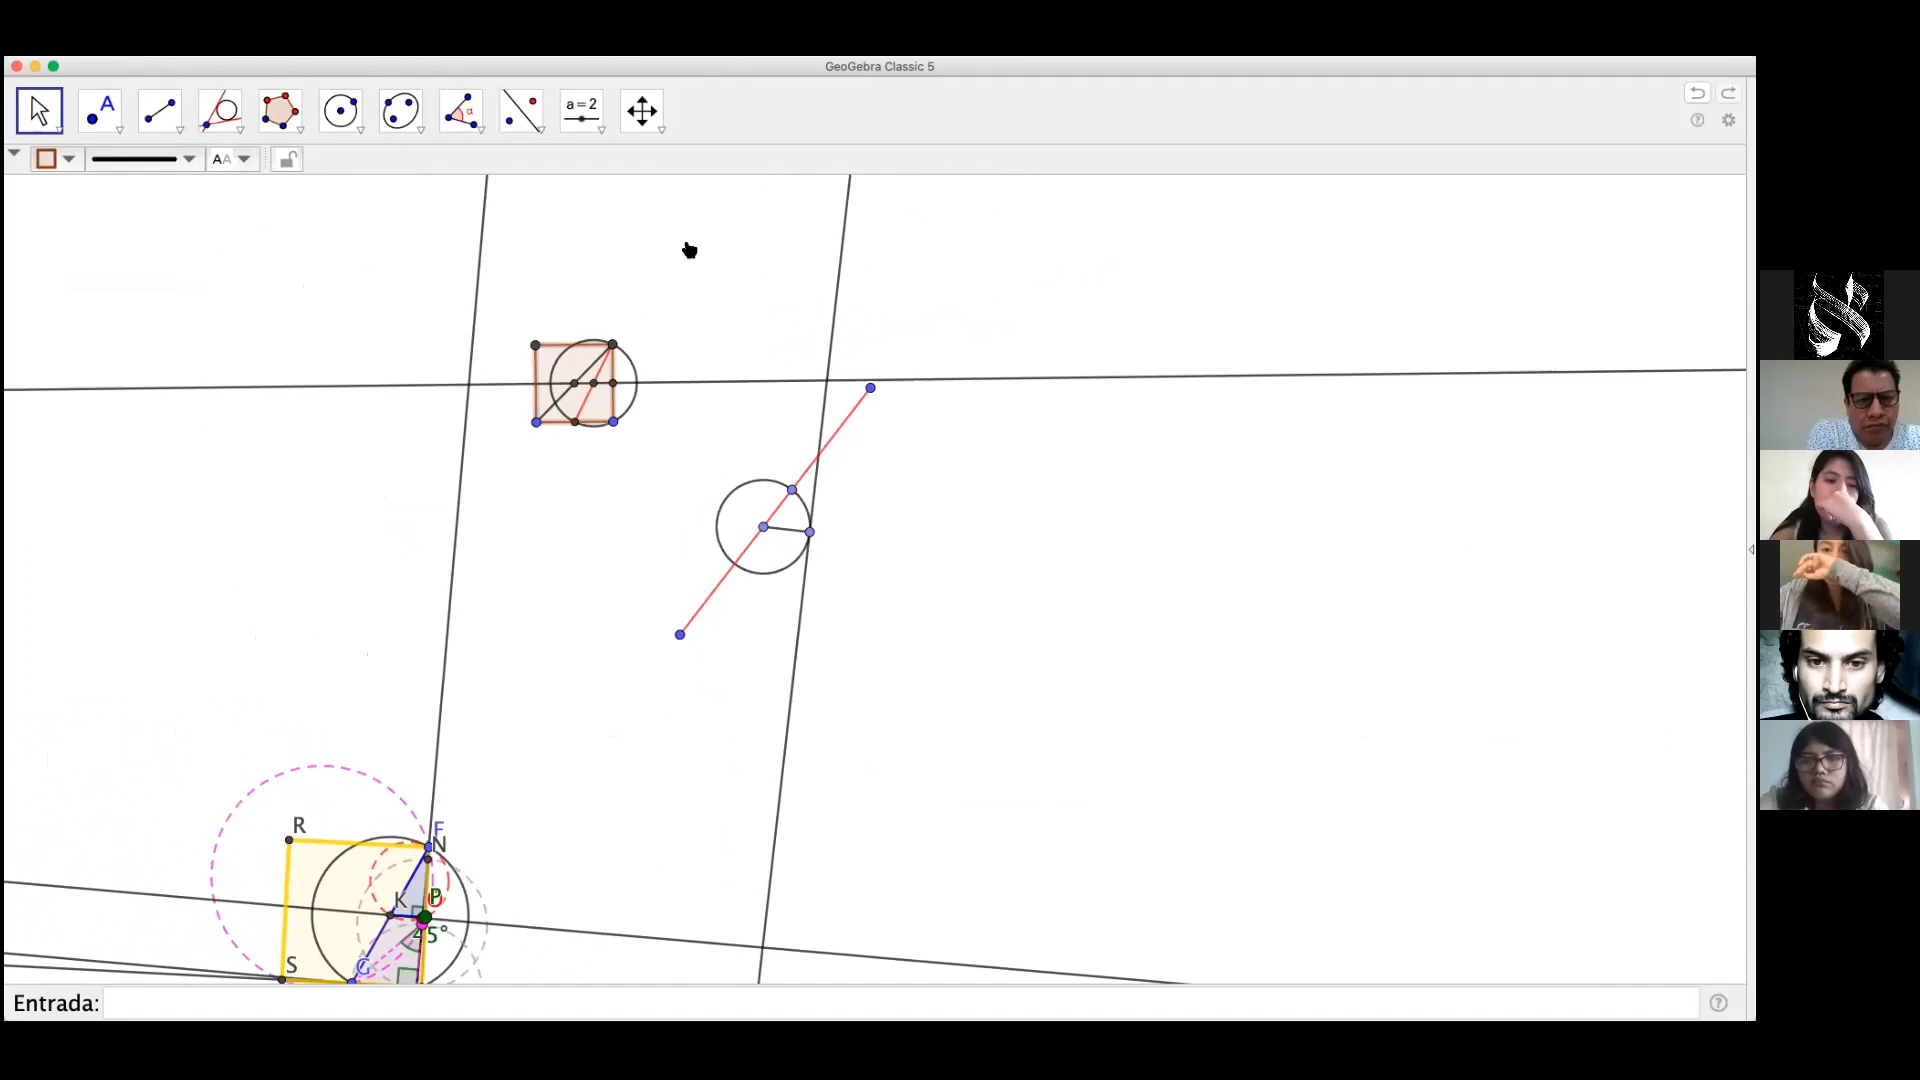 GeoGebra Classic 5
A
α
a=2
AA
R
F
N
K
P
45°
S
G
Entrada: